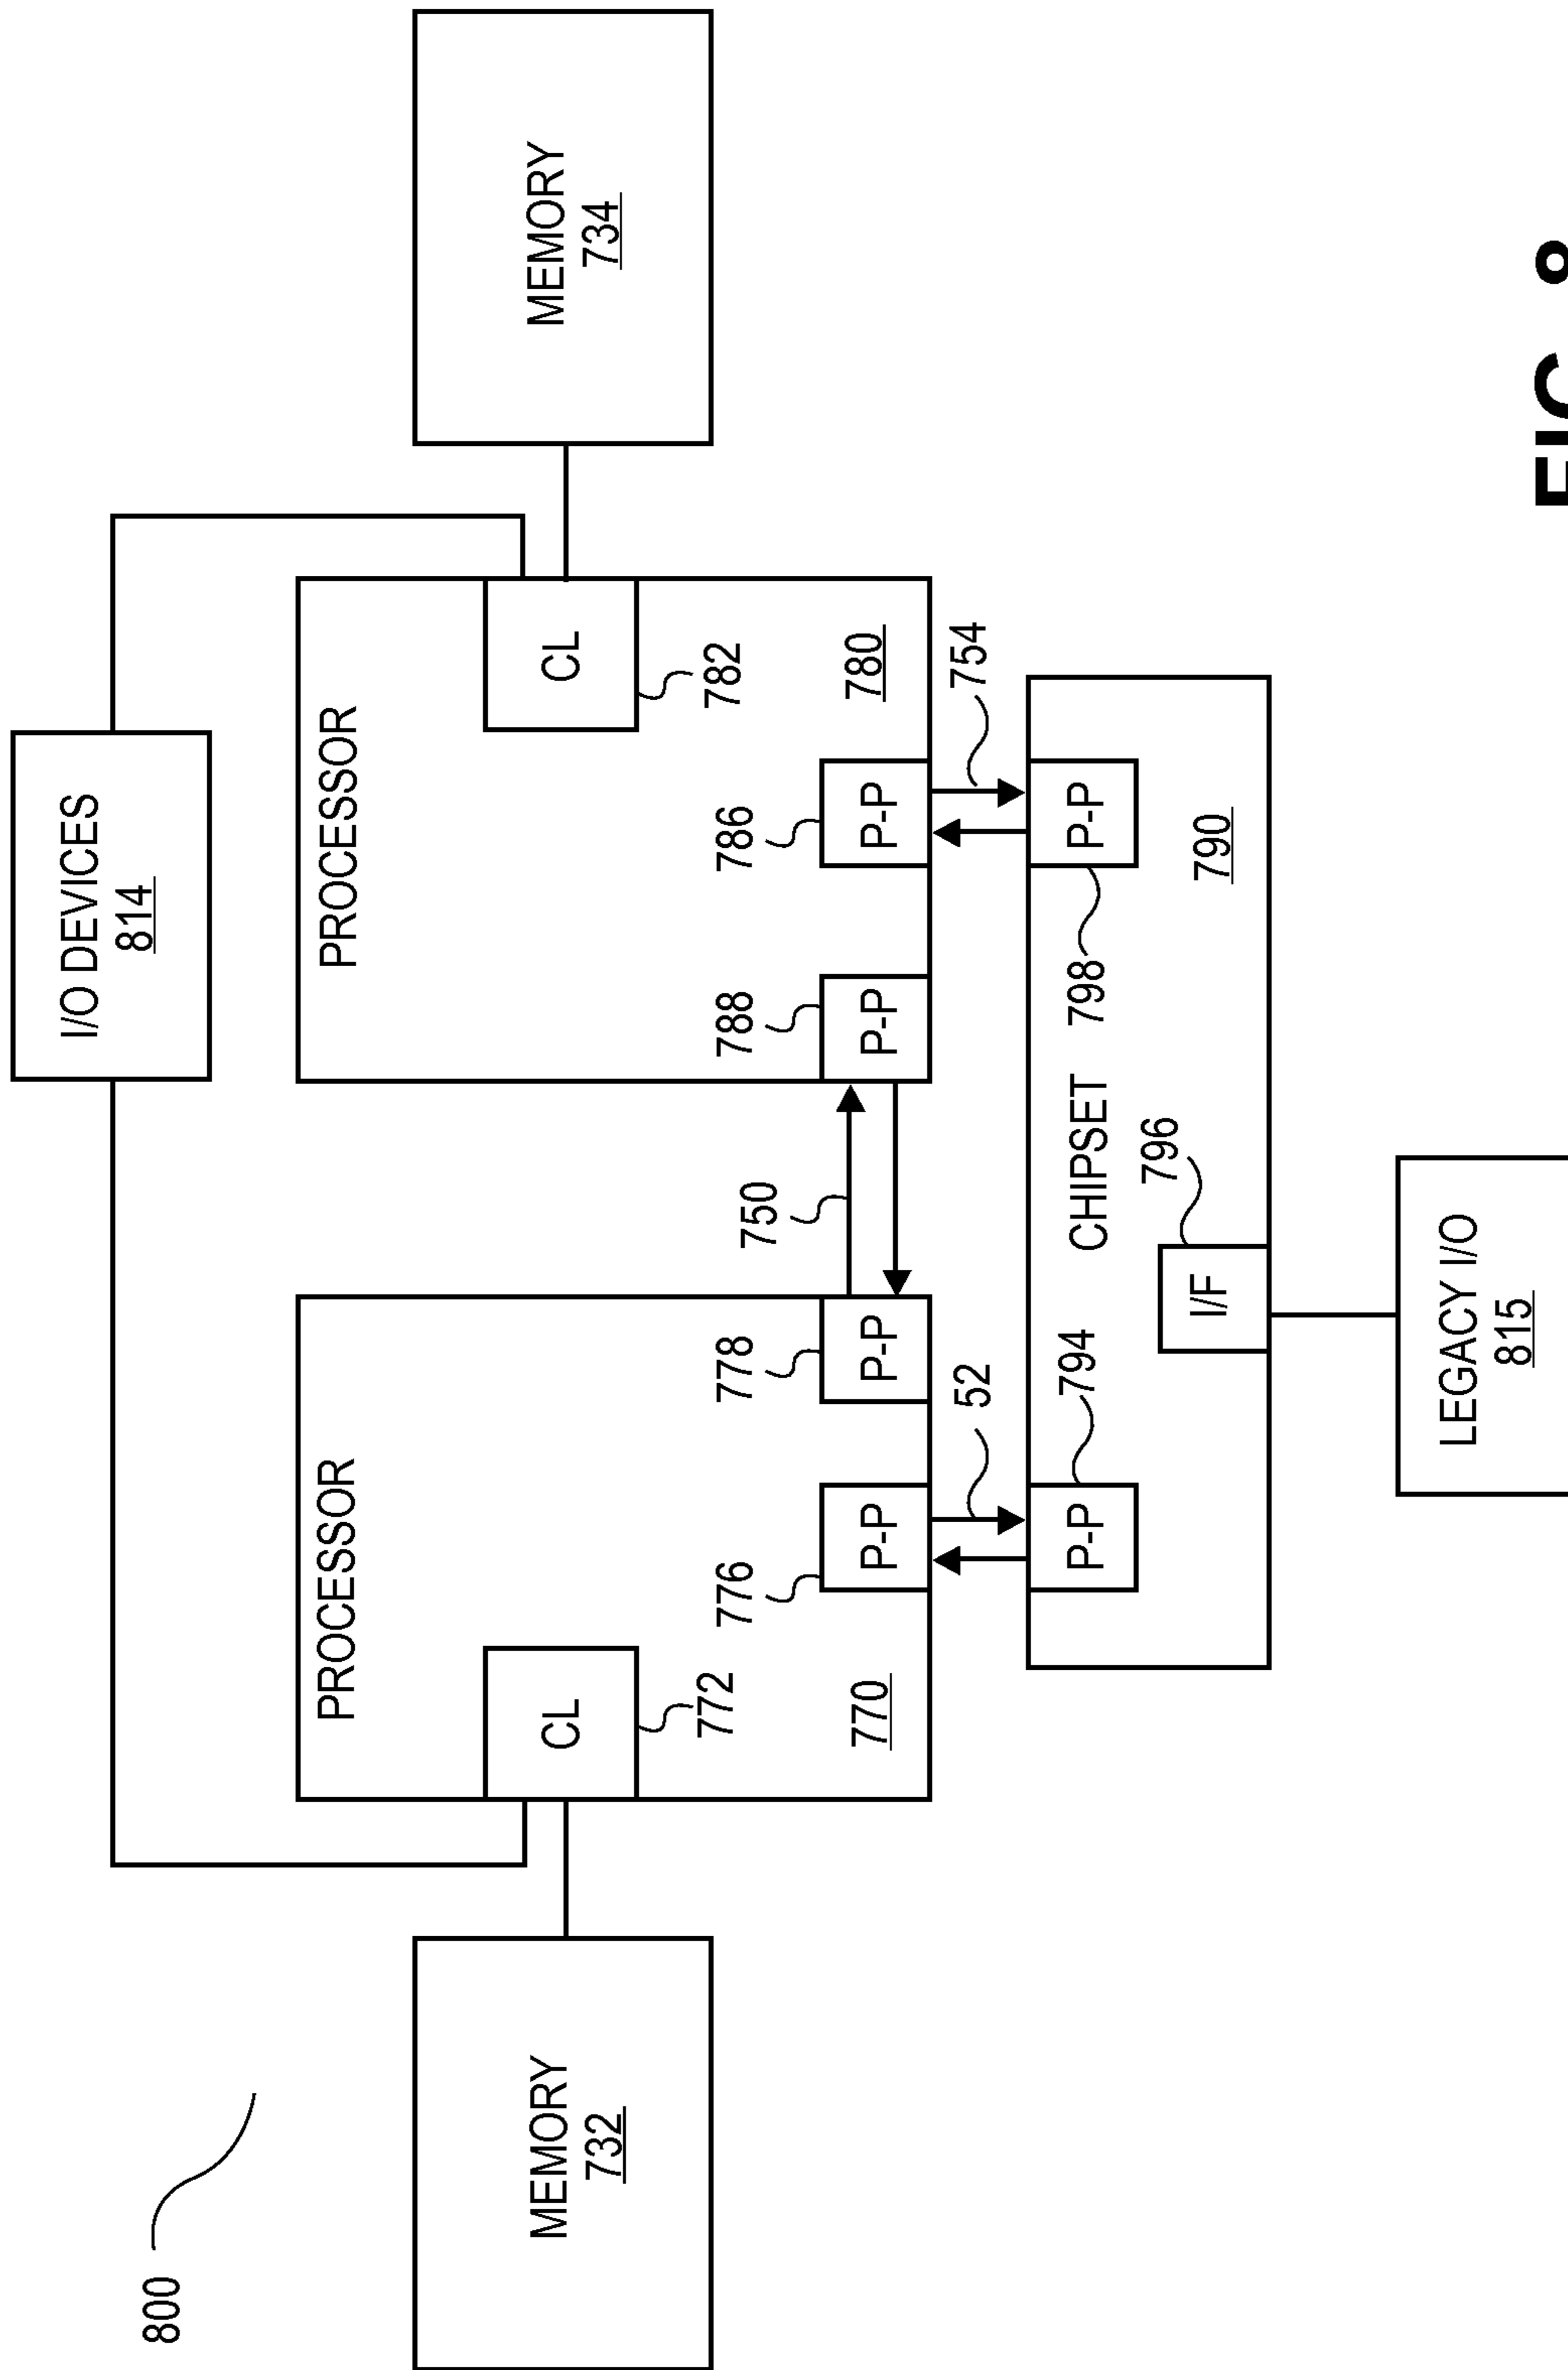 800
I/O DEVICES
814
PROCESSOR
PROCESSOR
MEMORY
732
CL
772
CL
782
MEMORY
734
776
778
750
788
786
770
P-P
P-P
P-P
P-P
780
52
754
794
P-P
CHIPSET
798
P-P
796
I/F
790
LEGACY I/O
815